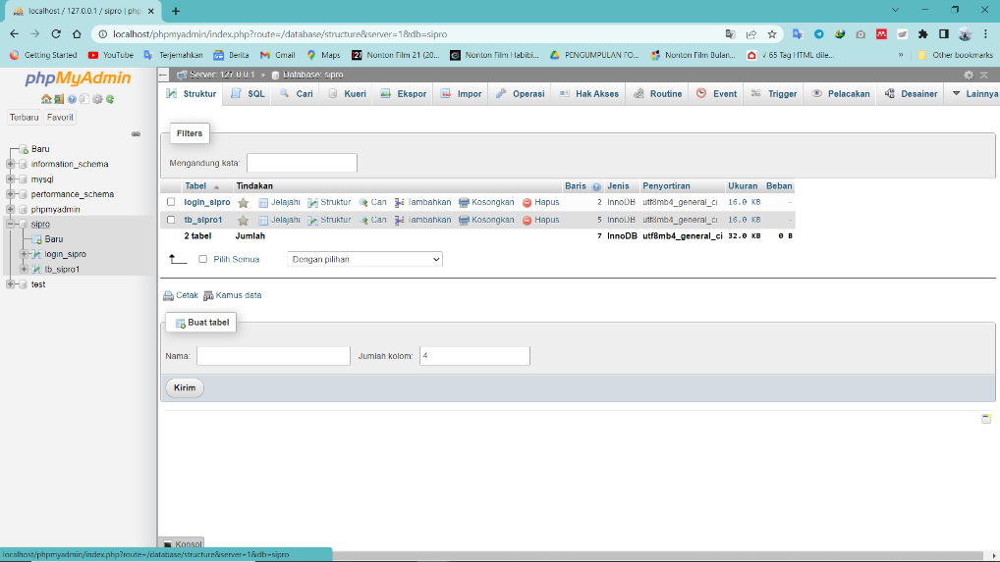 localhost / 127.0.0.1 / sipro | phpM
localhost/phpmyadmin/index.php?route=/database/structure&server=1&db=sipro
Getting Started YouTube Terjemahkan Berita Gmail Maps Nonton Film 21 (20... Nonton Film Habibi... PENGUMPULAN FO... Nonton Film Bulan... √ 65 Tag HTML dile... » Other bookmarks
phpMyAdmin
Terbaru Favorit
Baru
information_schema
mysql
performance_schema
phpmyadmin
sipro
Baru
login_sipro
tb_sipro1
test
Server: 127.0.0.1 » Database: sipro
Struktur SQL Cari Kueri Ekspor Impor Operasi Hak Akses Routine Event Trigger Pelacakan Desainer Lainnya
Filters
Mengandung kata:
Tabel Tindakan Baris Jenis Penyortiran Ukuran Beban
login_sipro Jelajahi Struktur Cari Tambahkan Kosongkan Hapus 2 InnoDB utf8mb4_general_ci 16.0 KB -
tb_sipro1 Jelajahi Struktur Cari Tambahkan Kosongkan Hapus 5 InnoDB utf8mb4_general_ci 16.0 KB -
2 tabel Jumlah 7 InnoDB utf8mb4_general_ci 32.0 KB 0 B
Pilih Semua Dengan pilihan
Cetak Kamus data
Buat tabel
Nama: Jumlah kolom: 4
Kirim
Konsol
localhost/phpmyadmin/index.php?route=/database/structure&server=1&db=sipro